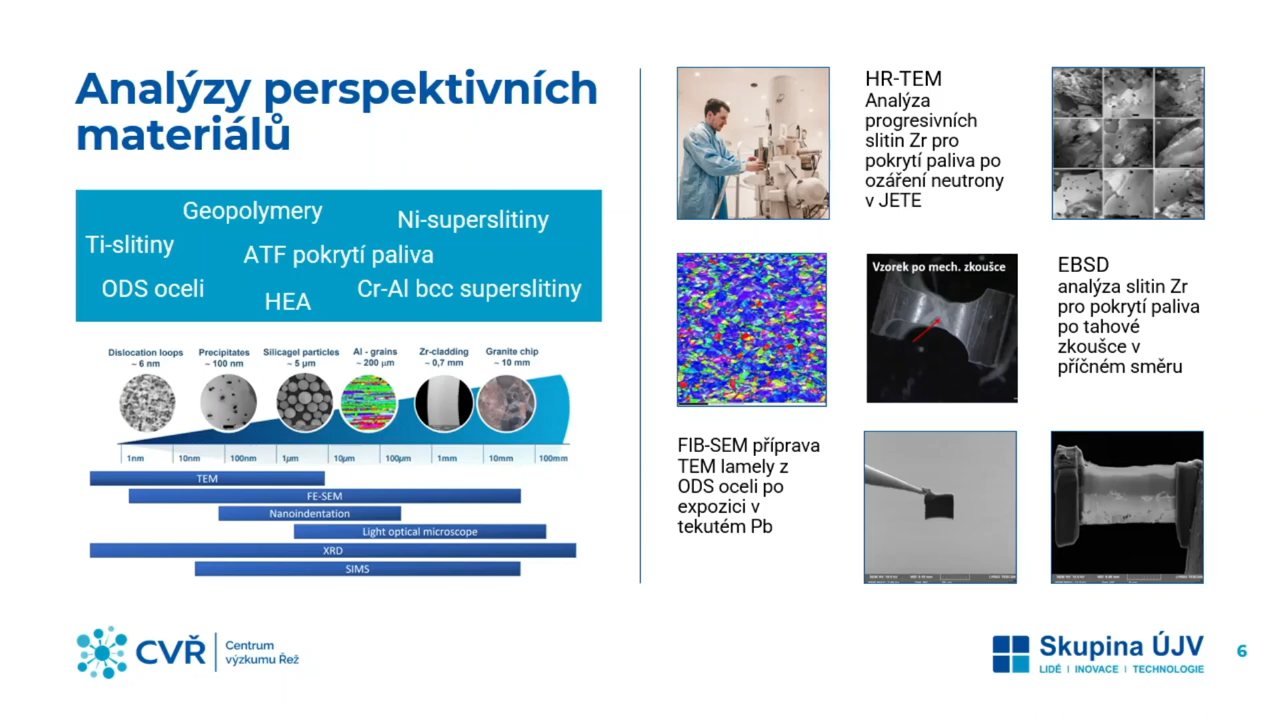 Analýzy perspektivních
materiálů
Geopolymery
Ni-superslitiny
Ti-slitiny
ATF pokrytí paliva
ODS oceli
HEA
Cr-Al bcc superslitiny
Dislocation loops
~ 6 nm
Precipitates
~ 100 nm
Silicagel particles
~ 5 µm
Al - grains
~ 200 µm
Zr-cladding
~ 0,7 mm
Granite chip
~ 10 mm
1nm
10nm
100nm
1µm
10µm
100µm
1mm
10mm
100mm
TEM
FE-SEM
Nanoindentation
Light optical microscope
XRD
SIMS
HR-TEM
Analýza
progresivních
slitin Zr pro
pokrytí paliva po
ozáření neutrony
v JETE
Vzorek po mech. zkoušce
EBSD
analýza slitin Zr
pro pokrytí paliva
po tahové
zkoušce v
příčném směru
FIB-SEM příprava
TEM lamely z
ODS oceli po
expozici v
tekutém Pb
CVŘ
Centrum
výzkumu Řež
Skupina ÚJV
LIDÉ | INOVACE | TECHNOLOGIE
6